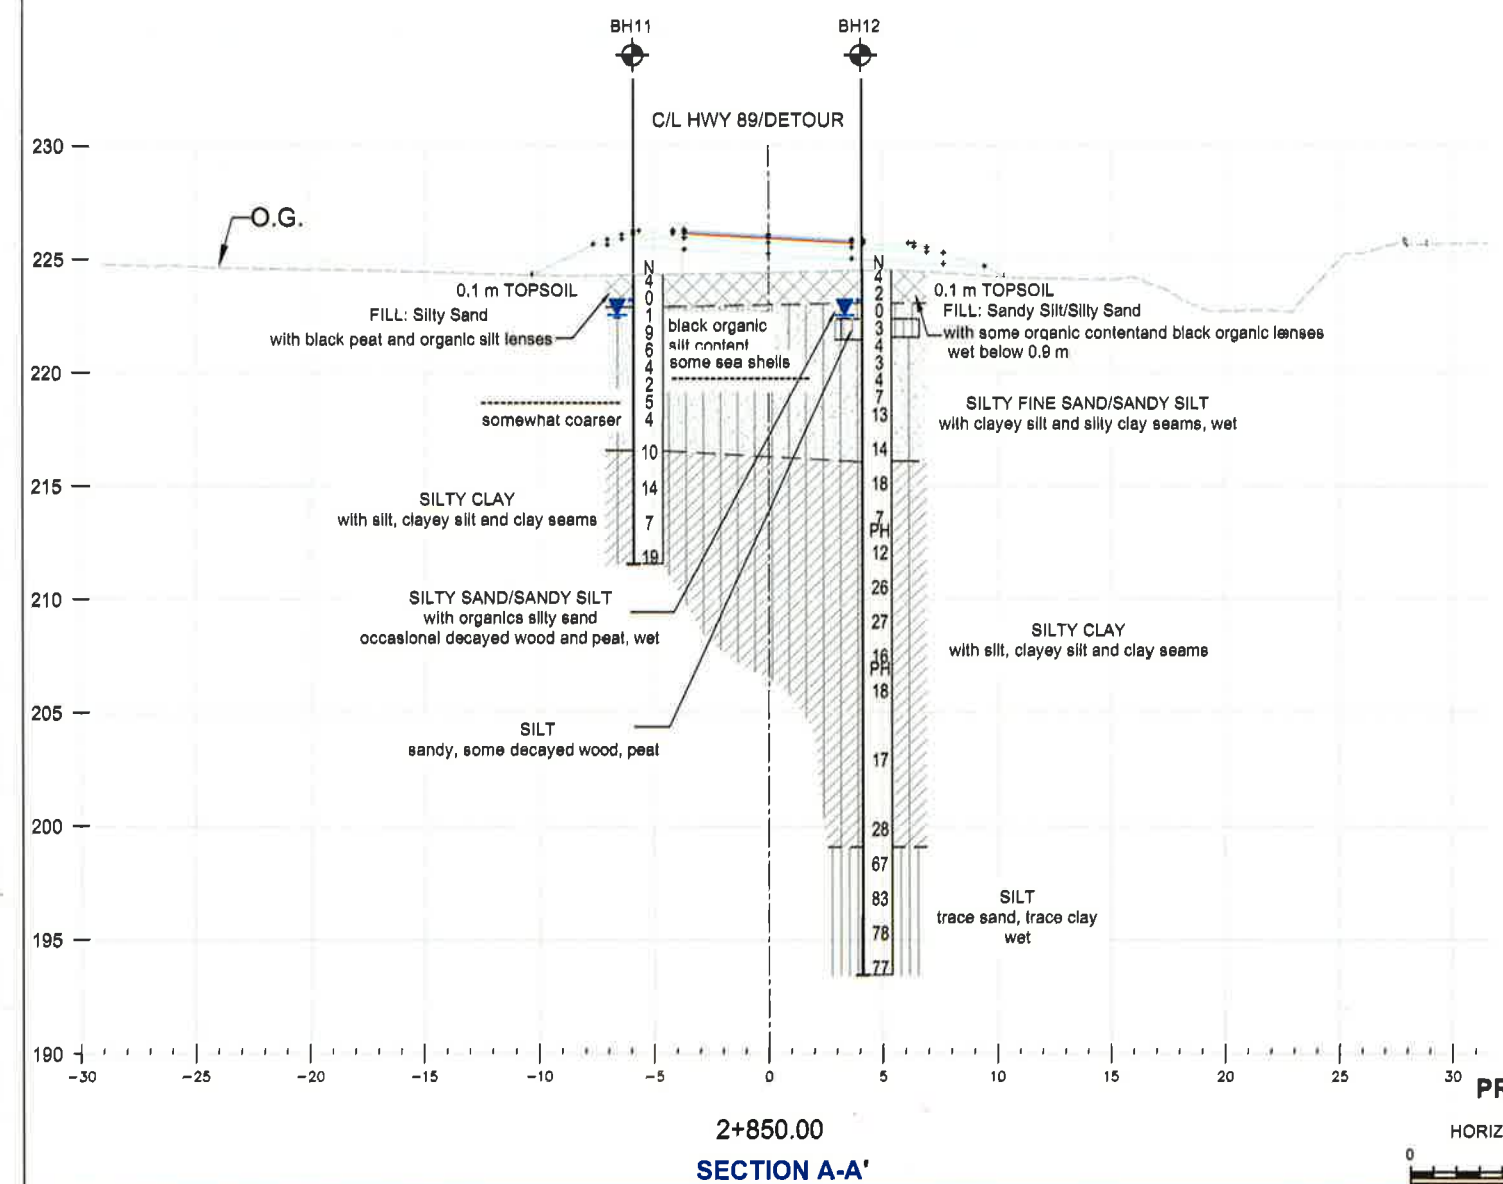 BH11
BH12
C/L HWY 89/DETOUR
230
O.G.
225
N
4
0
1
9
6
4
2
5
4
10
14
7
19
N
4
2
0
3
4
3
4
7
13
14
18
7
PH
12
26
27
16
PH
18
17
28
67
83
78
77
0.1 m TOPSOIL
FILL: Silty Sand
with black peat and organic silt lenses
black organic
silt content
some sea shells
0.1 m TOPSOIL
FILL: Sandy Silt/Silty Sand
with some organic contentand black organic lenses
wet below 0.9 m
220
somewhat coarser
SILTY FINE SAND/SANDY SILT
with clayey silt and silty clay seams, wet
215
SILTY CLAY
with silt, clayey silt and clay seams
210
SILTY SAND/SANDY SILT
with organics silty sand
occasional decayed wood and peat, wet
SILTY CLAY
with silt, clayey silt and clay seams
205
SILT
sandy, some decayed wood, peat
200
SILT
trace sand, trace clay
wet
195
190
-30 -25 -20 -15 -10 -5 0 5 10 15 20 25 30
PR
2+850.00
HORIZ
SECTION A-A'
0